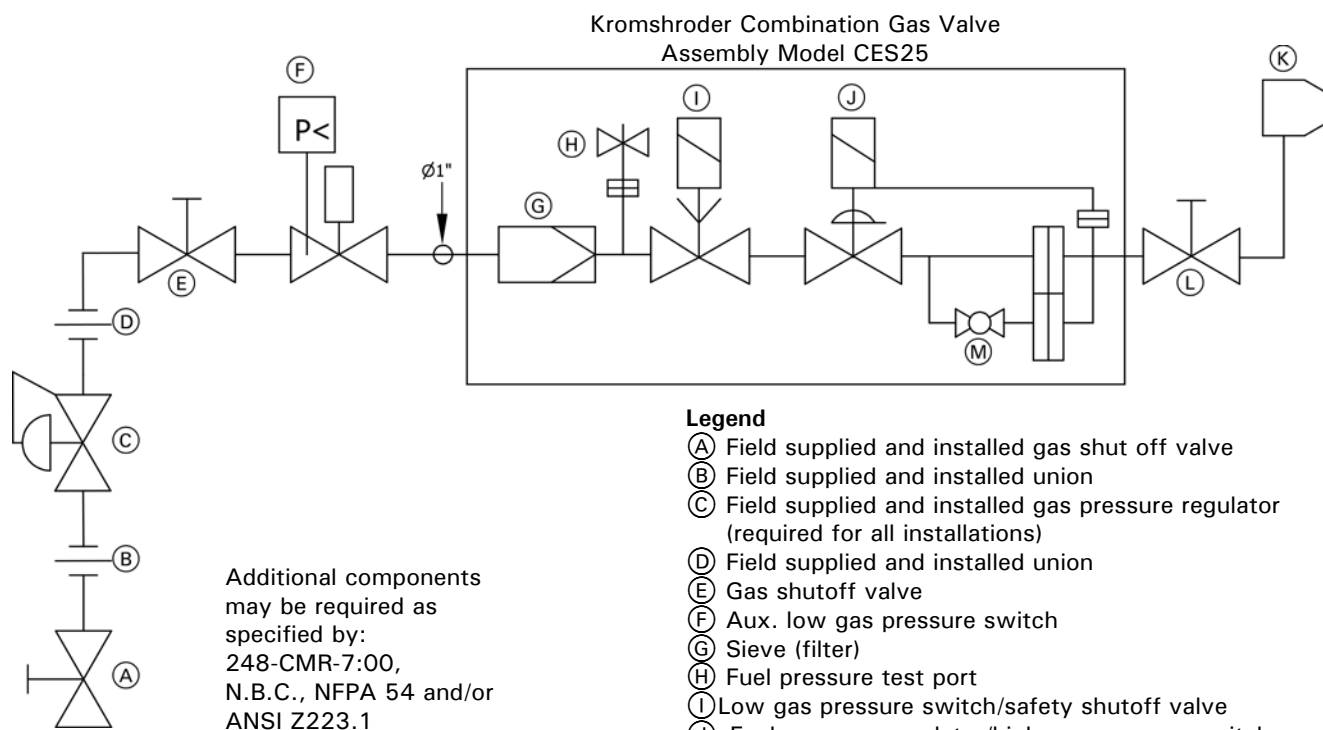 Kromshroder Combination Gas Valve
Assembly Model CES25
F
P<
Ø1"
G
H
I
J
K
E
L
M
D
C
B
A
Additional components
may be required as
specified by:
248-CMR-7:00,
N.B.C., NFPA 54 and/or
ANSI Z223.1
Legend
A Field supplied and installed gas shut off valve
B Field supplied and installed union
C Field supplied and installed gas pressure regulator
(required for all installations)
D Field supplied and installed union
E Gas shutoff valve
F Aux. low gas pressure switch
G Sieve (filter)
H Fuel pressure test port
I Low gas pressure switch/safety shutoff valve